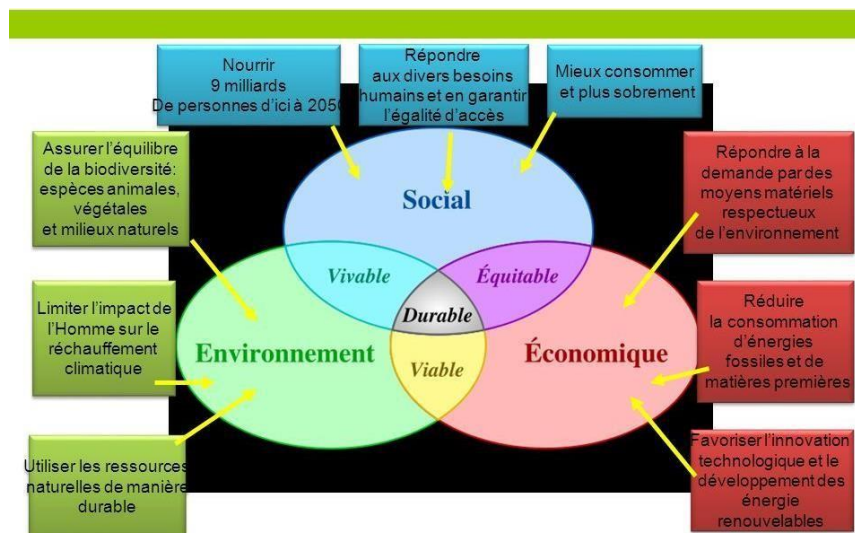 Nourrir
9 milliards
De personnes d'ici à 2050
Répondre
aux divers besoins
humains et en garantir
l'égalité d'accès
Mieux consommer
et plus sobrement
Assurer l'équilibre
de la biodiversité:
espèces animales,
végétales
et milieux naturels
Limiter l'impact de
l'Homme sur le
réchauffement
climatique
Utiliser les ressources
naturelles de manière
durable
Social
Vivable
Équitable
Durable
Environnement
Économique
Viable
Répondre à la
demande par des
moyens matériels
respectueux
de l'environnement
Réduire
la consommation
d'énergies
fossiles et de
matières premières
Favoriser l'innovation
technologique et le
développement des
énergie
renouvelables